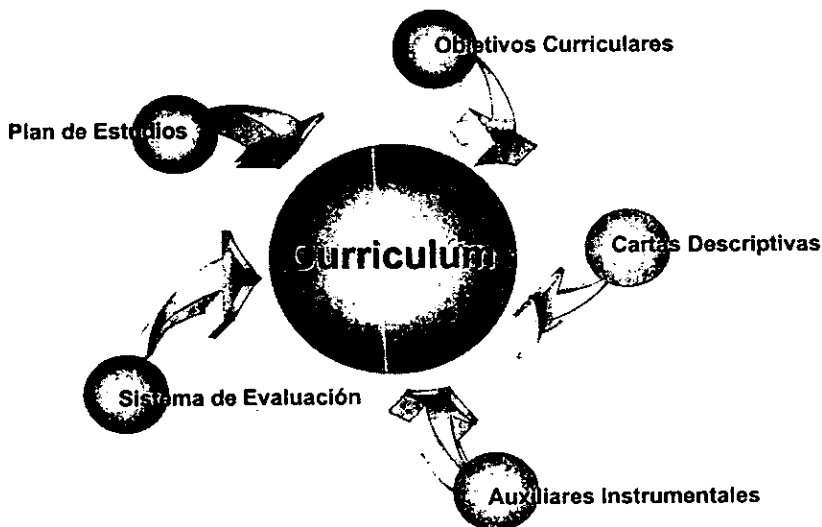 Objetivos Curriculares
Plan de Estudios
Curriculum
Cartas Descriptivas
Sistema de Evaluación
Auxiliares Instrumentales